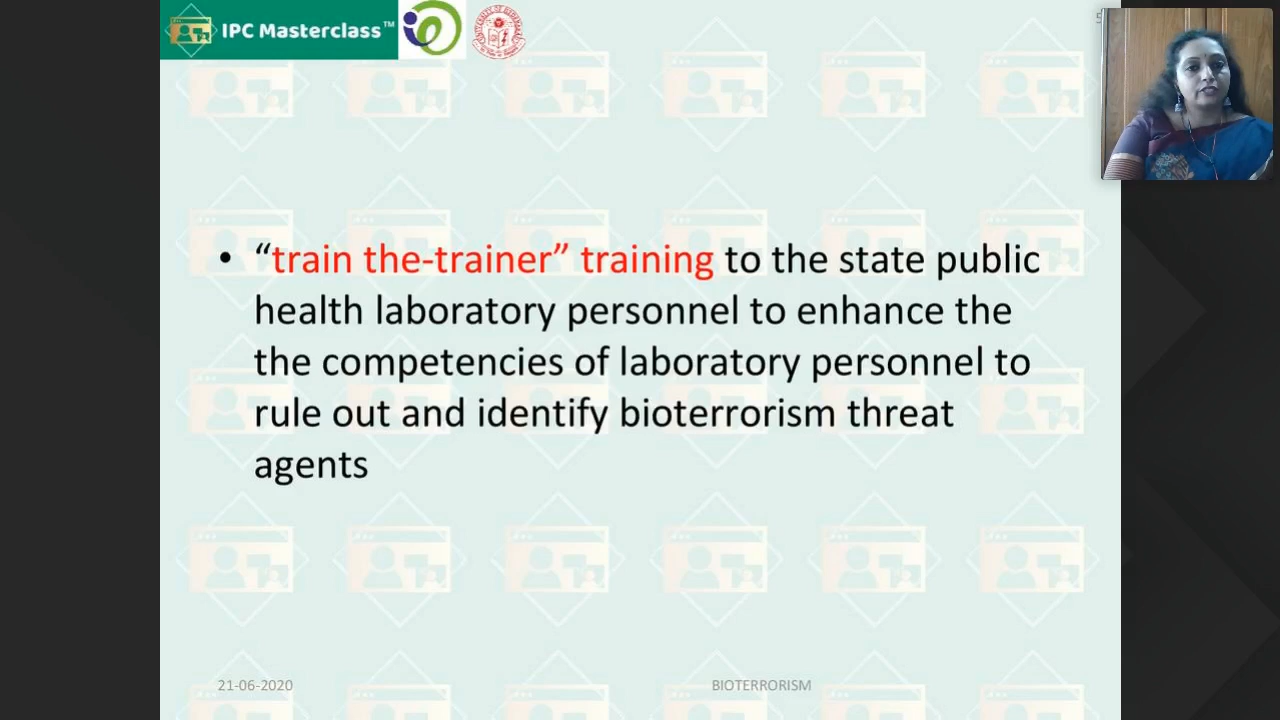 IPC Masterclass™
• “train the-trainer” training to the state public
health laboratory personnel to enhance the
the competencies of laboratory personnel to
rule out and identify bioterrorism threat
agents
21-06-2020
BIOTERRORISM